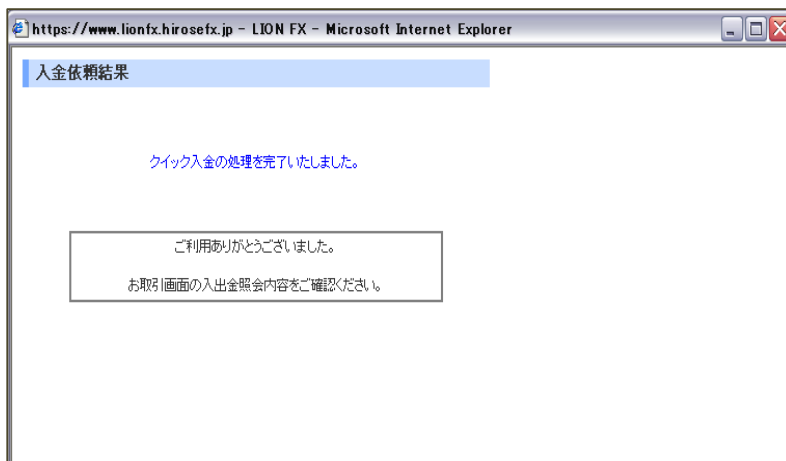 https://www.lionfx.hirosefx.jp - LION FX - Microsoft Internet Explorer
入金依頼結果
クイック入金の処理を完了いたしました。
ご利用ありがとうございました。
お取引画面の入出金照会内容をご確認ください。